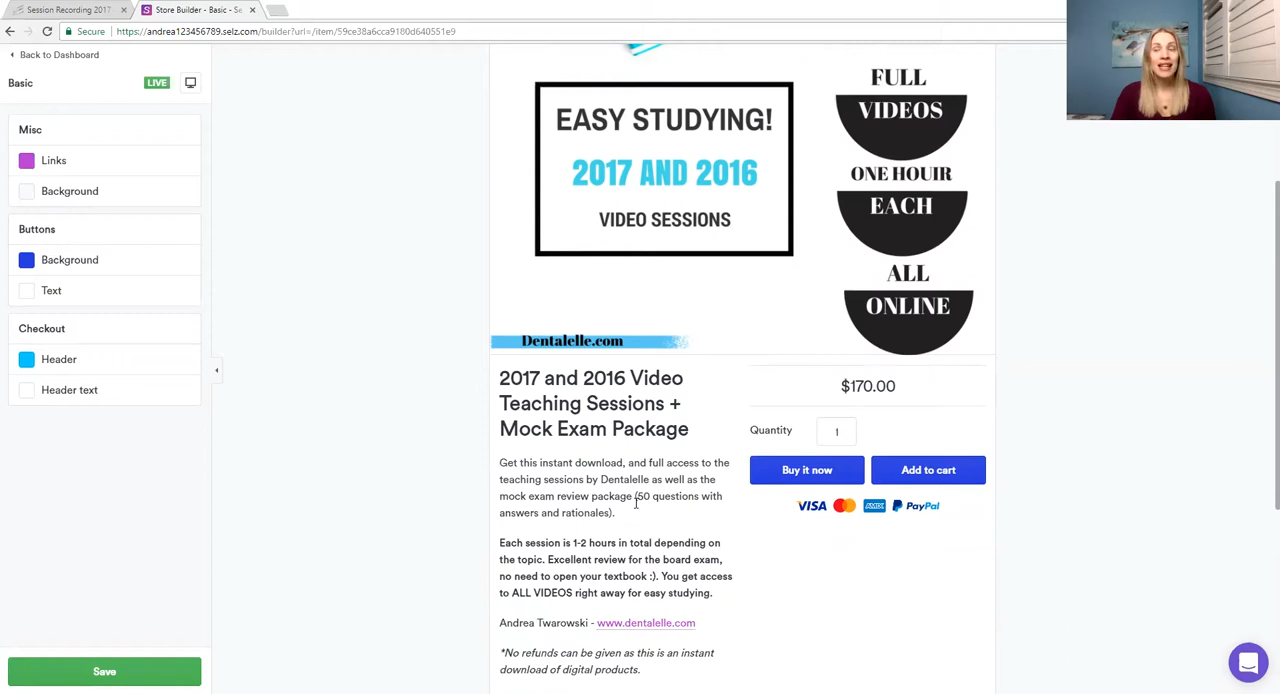 Session Recording 2017
Store Builder - Basic - Se
Secure
https://andrea123456789.selz.com/builder?url=/item/59ce38a6cca9180d640551e9
Back to Dashboard
Basic
LIVE
Misc
Links
Background
Buttons
Background
Text
Checkout
Header
Header text
Save
EASY STUDYING!
2017 AND 2016
VIDEO SESSIONS
FULL
VIDEOS
ONE HOUIR
EACH
ALL
ONLINE
Dentalelle.com
2017 and 2016 Video
Teaching Sessions +
Mock Exam Package
Get this instant download, and full access to the
teaching sessions by Dentalelle as well as the
mock exam review package (50 questions with
answers and rationales).
Each session is 1-2 hours in total depending on
the topic. Excellent review for the board exam,
no need to open your textbook :). You get access
to ALL VIDEOS right away for easy studying.
Andrea Twarowski - www.dentalelle.com
*No refunds can be given as this is an instant
download of digital products.
$170.00
Quantity
1
Buy it now
Add to cart
VISA
AMEX
PayPal